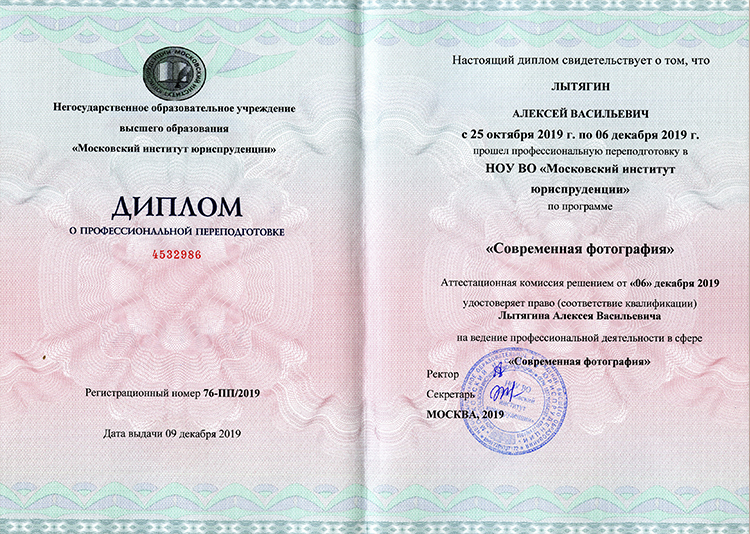 Негосударственное образовательное учреждение
высшего образования
«Московский институт юриспруденции»
ДИПЛОМ
О ПРОФЕССИОНАЛЬНОЙ ПЕРЕПОДГОТОВКЕ
4532986
Регистрационный номер 76-ПП/2019
Дата выдачи 09 декабря 2019
Настоящий диплом свидетельствует о том, что
ЛЫТЯГИН
АЛЕКСЕЙ ВАСИЛЬЕВИЧ
с 25 октября 2019 г. по 06 декабря 2019 г.
прошел профессиональную переподготовку в
НОУ ВО «Московский институт
юриспруденции»
по программе
«Современная фотография»
Аттестационная комиссия решением от «06» декабря 2019
удостоверяет право (соответствие квалификации)
Лытягина Алексея Васильевича
на ведение профессиональной деятельности в сфере
«Современная фотография»
Ректор
Секретарь
МОСКВА, 2019